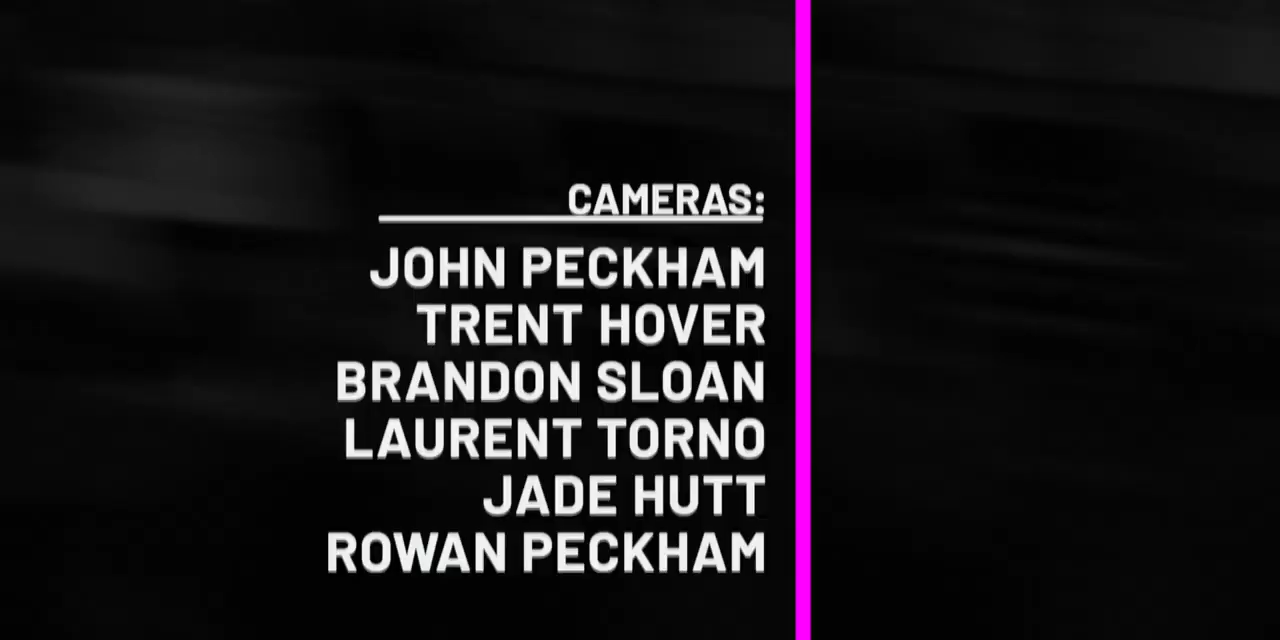 CAMERAS:
JOHN PECKHAM
TRENT HOVER
BRANDON SLOAN
LAURENT TORNO
JADE HUTT
ROWAN PECKHAM